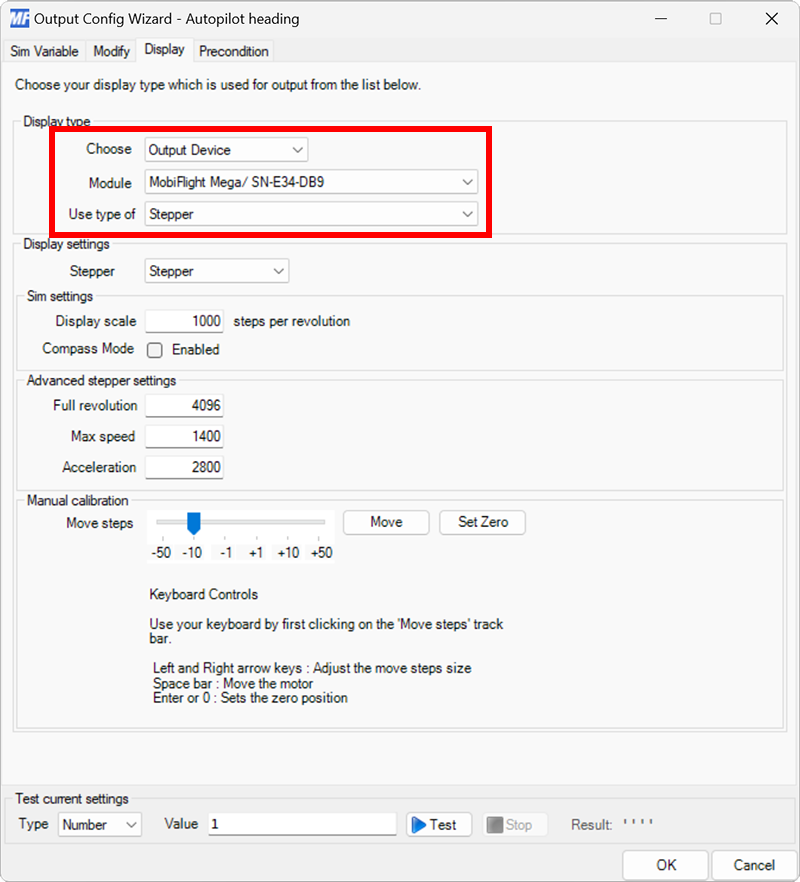 MF Output Config Wizard - Autopilot heading
Sim Variable Modify Display Precondition
Choose your display type which is used for output from the list below.
Display type
Choose Output Device
Module MobiFlight Mega/ SN-E34-DB9
Use type of Stepper
Display settings
Stepper Stepper
Sim settings
Display scale 1000 steps per revolution
Compass Mode Enabled
Advanced stepper settings
Full revolution 4096
Max speed 1400
Acceleration 2800
Manual calibration
Move steps Move Set Zero
-50 -10 -1 +1 +10 +50
Keyboard Controls
Use your keyboard by first clicking on the 'Move steps' track
bar.
Left and Right arrow keys : Adjust the move steps size
Space bar : Move the motor
Enter or 0 : Sets the zero position
Test current settings
Type Number Value 1 Test Stop Result: ' ' ' '
OK Cancel